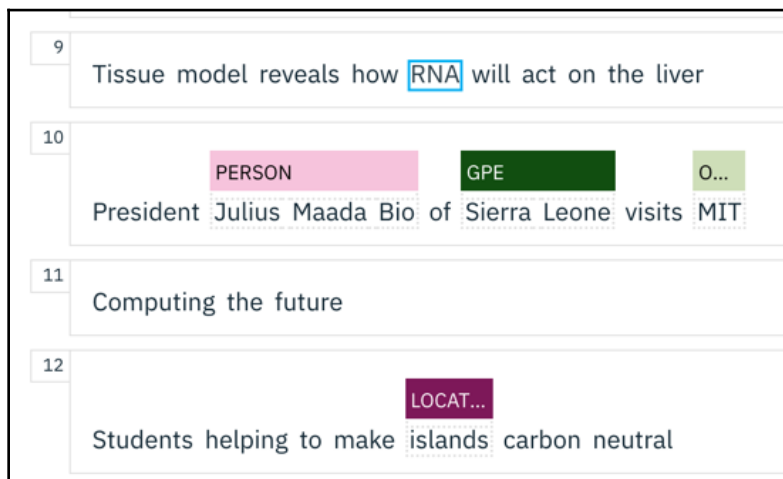 9
Tissue model reveals how RNA will act on the liver
10
PERSON GPE O...
President Julius Maada Bio of Sierra Leone visits MIT
11
Computing the future
12
LOCAT...
Students helping to make islands carbon neutral